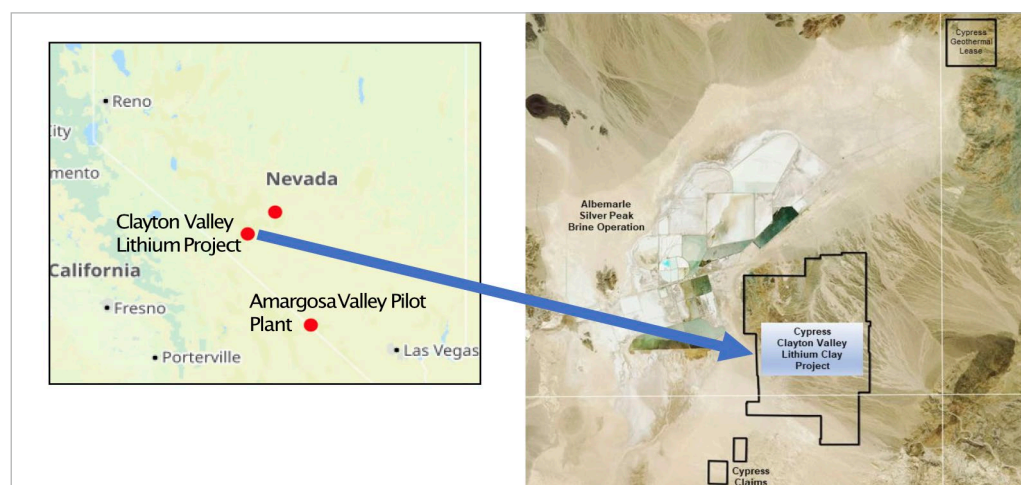 Reno
ity
mento
Nevada
Clayton Valley
Lithium Project
California
Fresno
Amargosa Valley Pilot
Plant
Porterville
Las Vegas
Cypress
Geothermal
Lease
Albemarle
Silver Peak
Brine Operation
Cypress
Clayton Valley
Lithium Clay
Project
Cypress
Claims